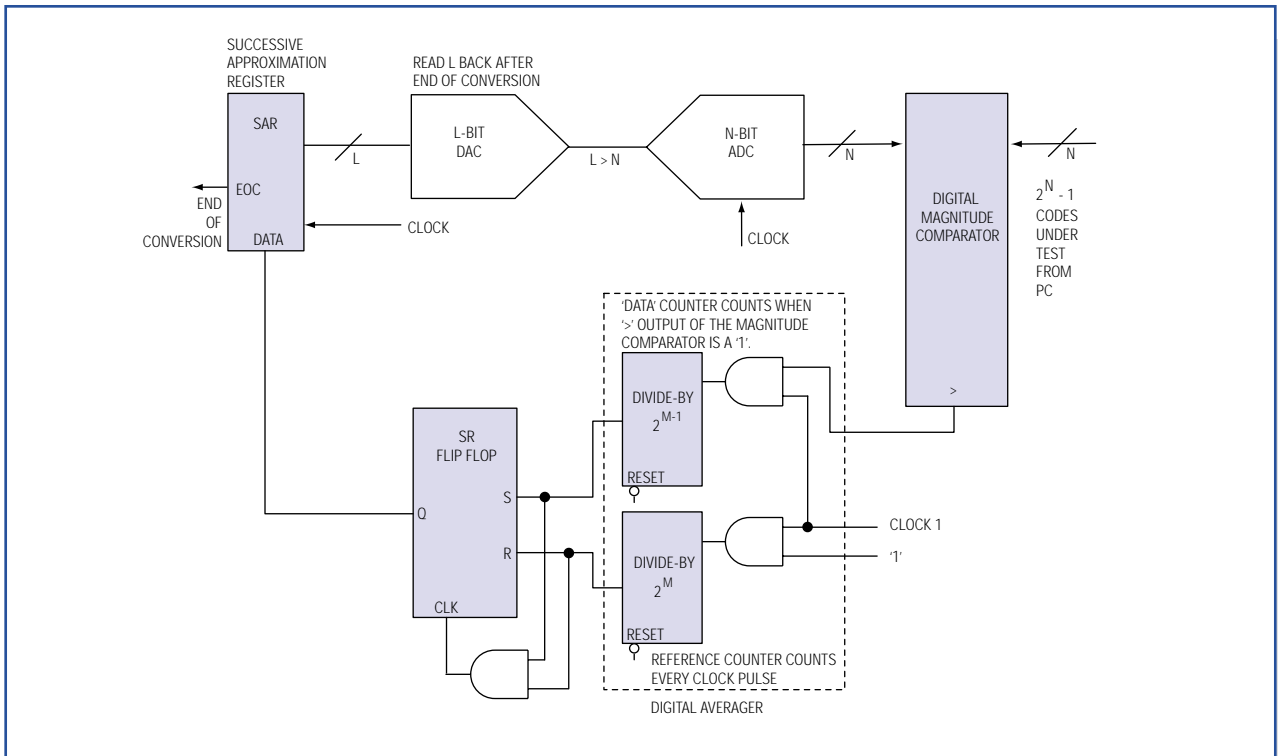 SUCCESSIVE
APPROXIMATION
REGISTER
READ L BACK AFTER
END OF CONVERSION
SAR
EOC
DATA
END
OF
CONVERSION
CLOCK
L
L-BIT
DAC
L > N
N-BIT
ADC
CLOCK
N
DIGITAL
MAGNITUDE
COMPARATOR
>
N
2^N - 1
CODES
UNDER
TEST
FROM
PC
'DATA' COUNTER COUNTS WHEN
'>' OUTPUT OF THE MAGNITUDE
COMPARATOR IS A '1'.
DIVIDE-BY
2^M-1
RESET
SR
FLIP FLOP
S
Q
R
CLK
DIVIDE-BY
2^M
RESET
CLOCK 1
'1'
REFERENCE COUNTER COUNTS
EVERY CLOCK PULSE
DIGITAL AVERAGER